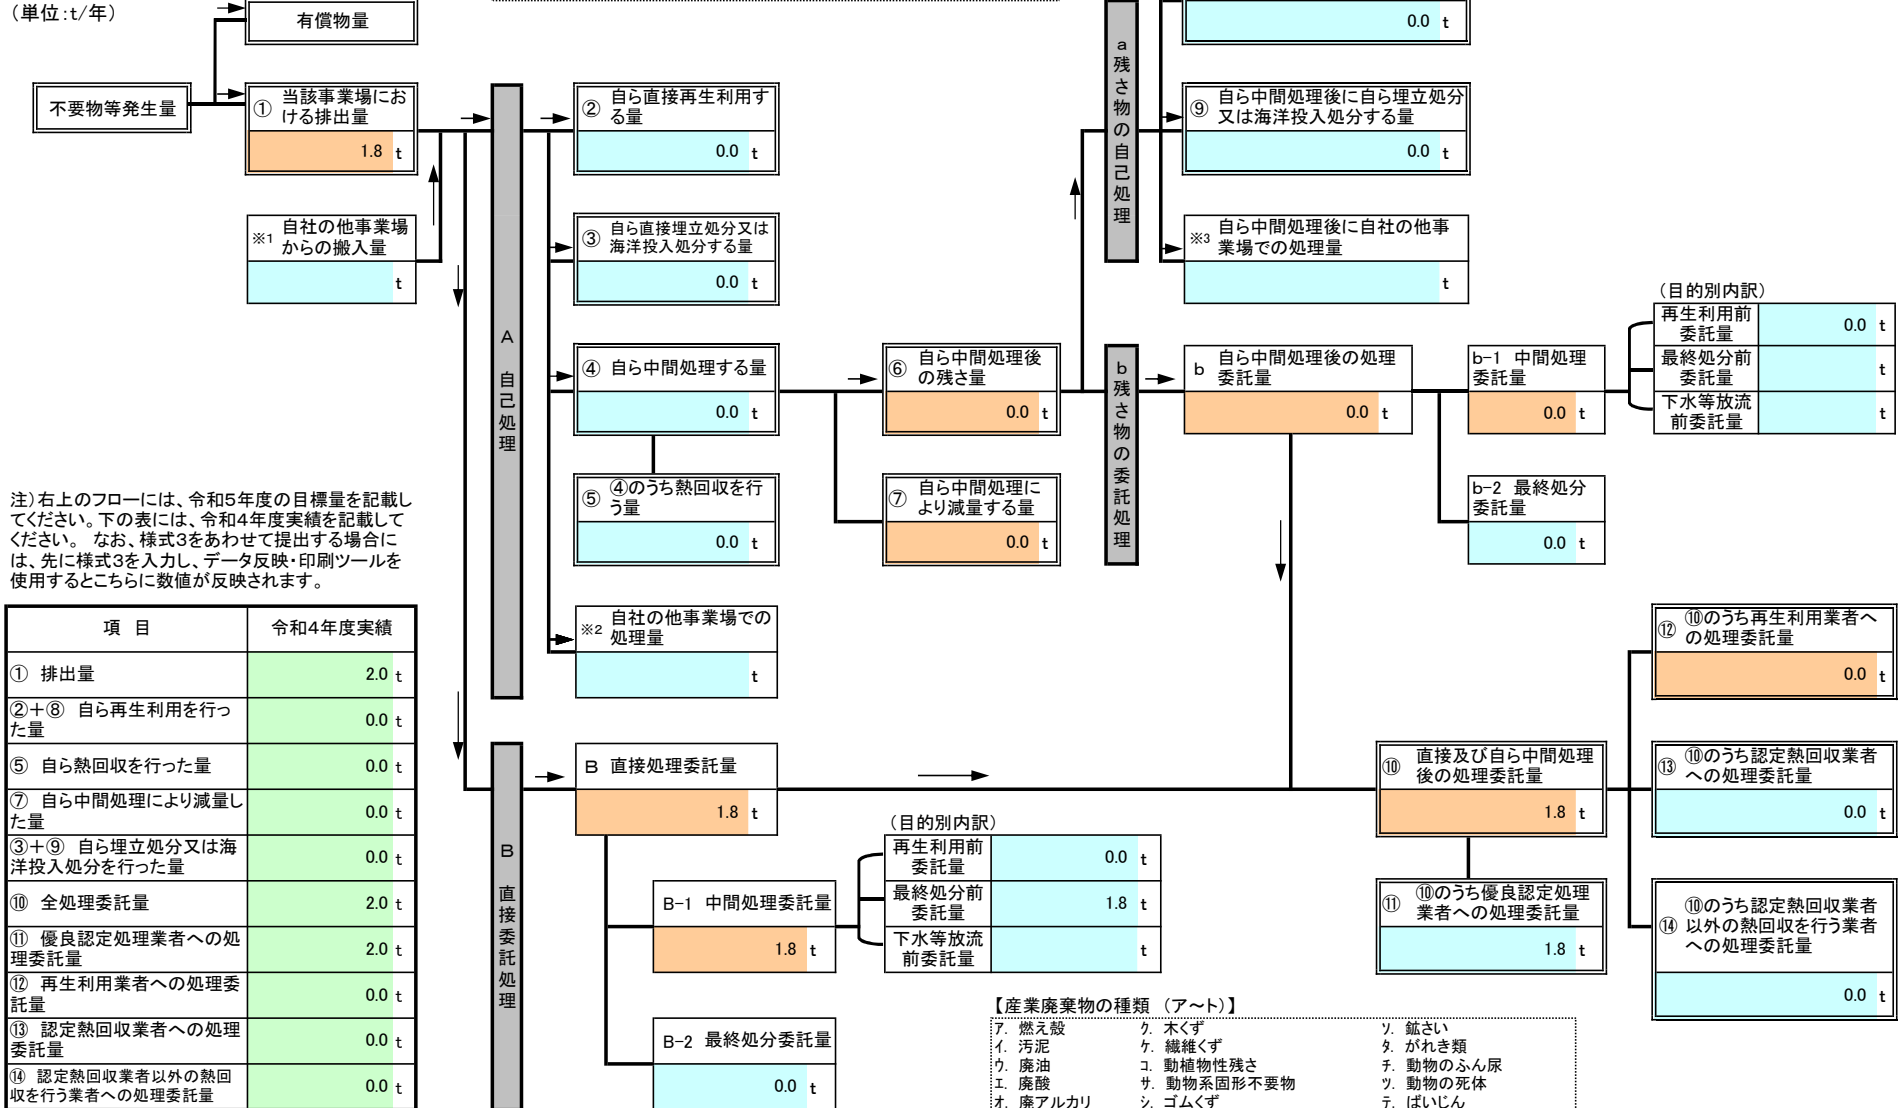 （単位：t/年）
有償物量
0.0 t
不要物等発生量
① 当該事業場にお
ける排出量
1.8 t
※1 自社の他事業場
からの搬入量
t
A 自己処理
② 自ら直接再生利用す
る量
0.0 t
③ 自ら直接埋立処分又は
海洋投入処分する量
0.0 t
④ 自ら中間処理する量
0.0 t
⑤ ④のうち熱回収を行
う量
0.0 t
※2 自社の他事業場での
処理量
t
⑥ 自ら中間処理後
の残さ量
0.0 t
⑦ 自ら中間処理に
より減量する量
0.0 t
a 残さ物の自己処理
⑨ 自ら中間処理後に自ら埋立処分
又は海洋投入処分する量
0.0 t
※3 自ら中間処理後に自社の他事
業場での処理量
t
b 残さ物の委託処理
b 自ら中間処理後の処理
委託量
0.0 t
b-1 中間処理
委託量
0.0 t
b-2 最終処分
委託量
0.0 t
（目的別内訳）
再生利用前
委託量
0.0 t
最終処分前
委託量
t
下水等放流
前委託量
t
注）右上のフローには、令和５年度の目標量を記載し
てください。下の表には、令和４年度実績を記載して
ください。 なお、様式３をあわせて提出する場合に
は、先に様式３を入力し、データ反映・印刷ツールを
使用するとこちらに数値が反映されます。
項 目 令和４年度実績
① 排出量 2.0 t
②＋⑧ 自ら再生利用を行っ
た量 0.0 t
⑤ 自ら熱回収を行った量 0.0 t
⑦ 自ら中間処理により減量し
た量 0.0 t
③＋⑨ 自ら埋立処分又は海
洋投入処分を行った量 0.0 t
⑩ 全処理委託量 2.0 t
⑪ 優良認定処理業者への処
理委託量 2.0 t
⑫ 再生利用業者への処理委
託量 0.0 t
⑬ 認定熱回収業者への処理
委託量 0.0 t
⑭ 認定熱回収業者以外の熱回
収を行う業者への処理委託量 0.0 t
B 直接委託処理
B 直接処理委託量
1.8 t
B-1 中間処理委託量
1.8 t
B-2 最終処分委託量
0.0 t
（目的別内訳）
再生利用前
委託量
0.0 t
最終処分前
委託量
1.8 t
下水等放流
前委託量
t
⑩ 直接及び自ら中間処理
後の処理委託量
1.8 t
⑪ ⑩のうち優良認定処理
業者への処理委託量
1.8 t
⑫ ⑩のうち再生利用業者へ
の処理委託量
0.0 t
⑬ ⑩のうち認定熱回収業者
への処理委託量
0.0 t
⑭ ⑩のうち認定熱回収業者
以外の熱回収を行う業者
への処理委託量
0.0 t
【産業廃棄物の種類 （ア～ト）】
ア. 燃え殻 ク. 木くず ソ. 鉱さい
イ. 汚泥 ケ. 繊維くず タ. がれき類
ウ. 廃油 コ. 動植物性残さ チ. 動物のふん尿
エ. 廃酸 サ. 動物系固形不要物 ツ. 動物の死体
オ. 廃アルカリ シ. ゴムくず テ. ばいじん